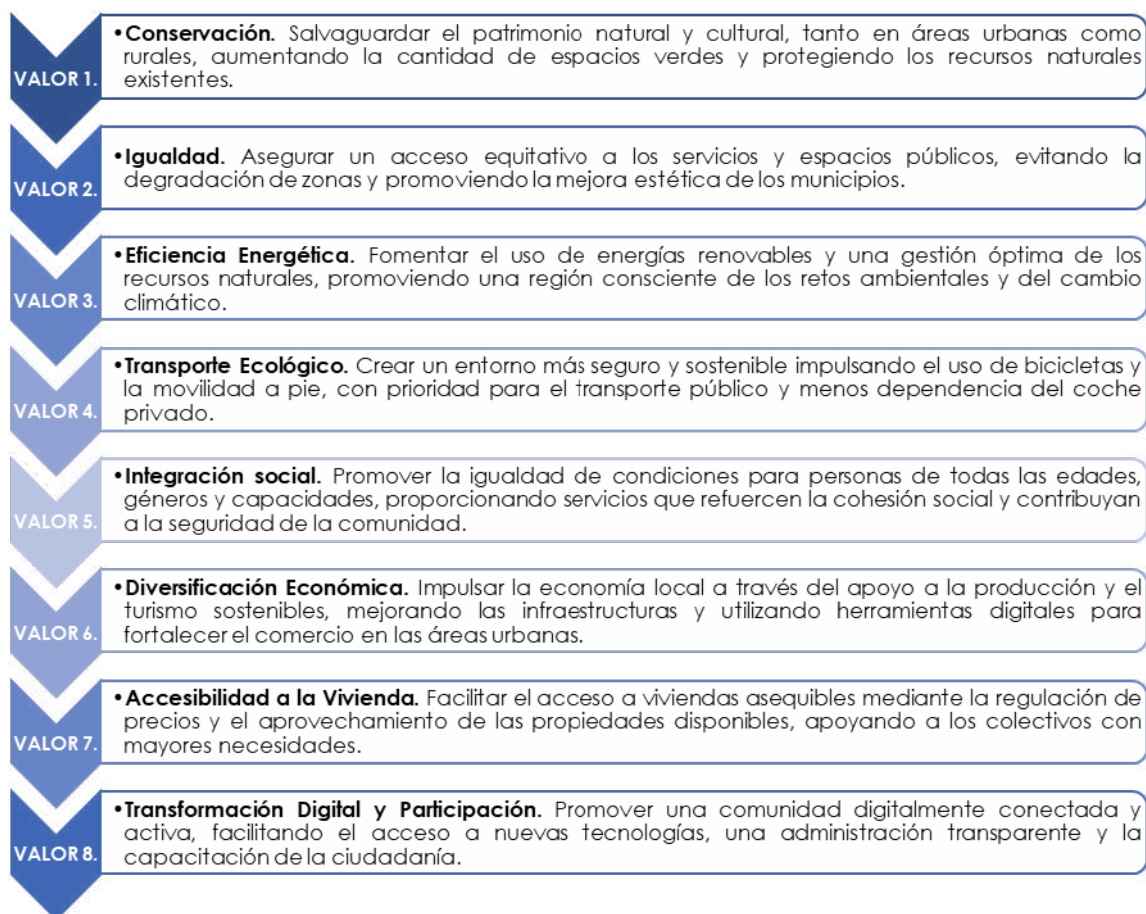 •Conservación. Salvaguardar el patrimonio natural y cultural, tanto en áreas urbanas como
rurales, aumentando la cantidad de espacios verdes y protegiendo los recursos naturales
existentes.
VALOR 1.
•Igualdad. Asegurar un acceso equitativo a los servicios y espacios públicos, evitando la
degradación de zonas y promoviendo la mejora estética de los municipios.
VALOR 2.
•Eficiencia Energética. Fomentar el uso de energías renovables y una gestión óptima de los
recursos naturales, promoviendo una región consciente de los retos ambientales y del cambio
climático.
VALOR 3.
•Transporte Ecológico. Crear un entorno más seguro y sostenible impulsando el uso de bicicletas y
la movilidad a pie, con prioridad para el transporte público y menos dependencia del coche
privado.
VALOR 4.
•Integración social. Promover la igualdad de condiciones para personas de todas las edades,
géneros y capacidades, proporcionando servicios que refuercen la cohesión social y contribuyan
a la seguridad de la comunidad.
VALOR 5.
•Diversificación Económica. Impulsar la economía local a través del apoyo a la producción y el
turismo sostenibles, mejorando las infraestructuras y utilizando herramientas digitales para
fortalecer el comercio en las áreas urbanas.
VALOR 6.
•Accesibilidad a la Vivienda. Facilitar el acceso a viviendas asequibles mediante la regulación de
precios y el aprovechamiento de las propiedades disponibles, apoyando a los colectivos con
mayores necesidades.
VALOR 7.
•Transformación Digital y Participación. Promover una comunidad digitalmente conectada y
activa, facilitando el acceso a nuevas tecnologías, una administración transparente y la
capacitación de la ciudadanía.
VALOR 8.